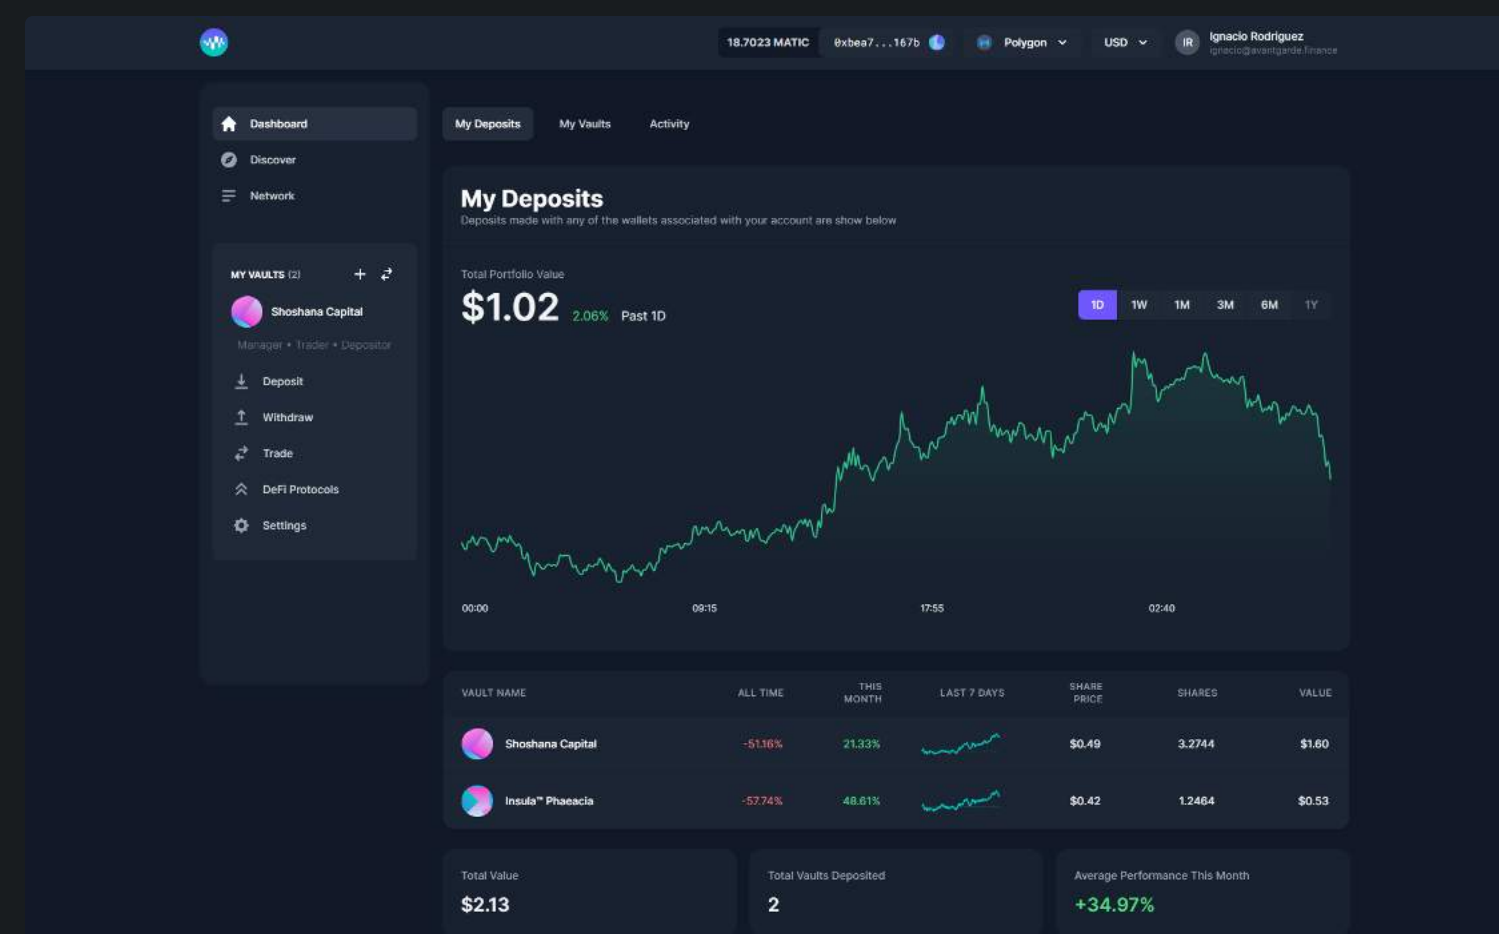 18.7023 MATIC
0xbea7...167b
Polygon
USD
IR
Ignacio Rodriguez
ignacio@avantgarde.finance
Dashboard
Discover
Network
MY VAULTS (2)
Shoshana Capital
Manager • Trader • Depositor
Deposit
Withdraw
Trade
DeFi Protocols
Settings
My Deposits
My Vaults
Activity
My Deposits
Deposits made with any of the wallets associated with your account are show below
Total Portfolio Value
$1.02 2.06% Past 1D
1D 1W 1M 3M 6M 1Y
00:00 09:15 17:55 02:40
VAULT NAME ALL TIME THIS MONTH LAST 7 DAYS SHARE PRICE SHARES VALUE
Shoshana Capital -51.16% 21.33% $0.49 3.2744 $1.60
Insula™ Phaeacia -57.74% 48.61% $0.42 1.2464 $0.53
Total Value
$2.13
Total Vaults Deposited
2
Average Performance This Month
+34.97%